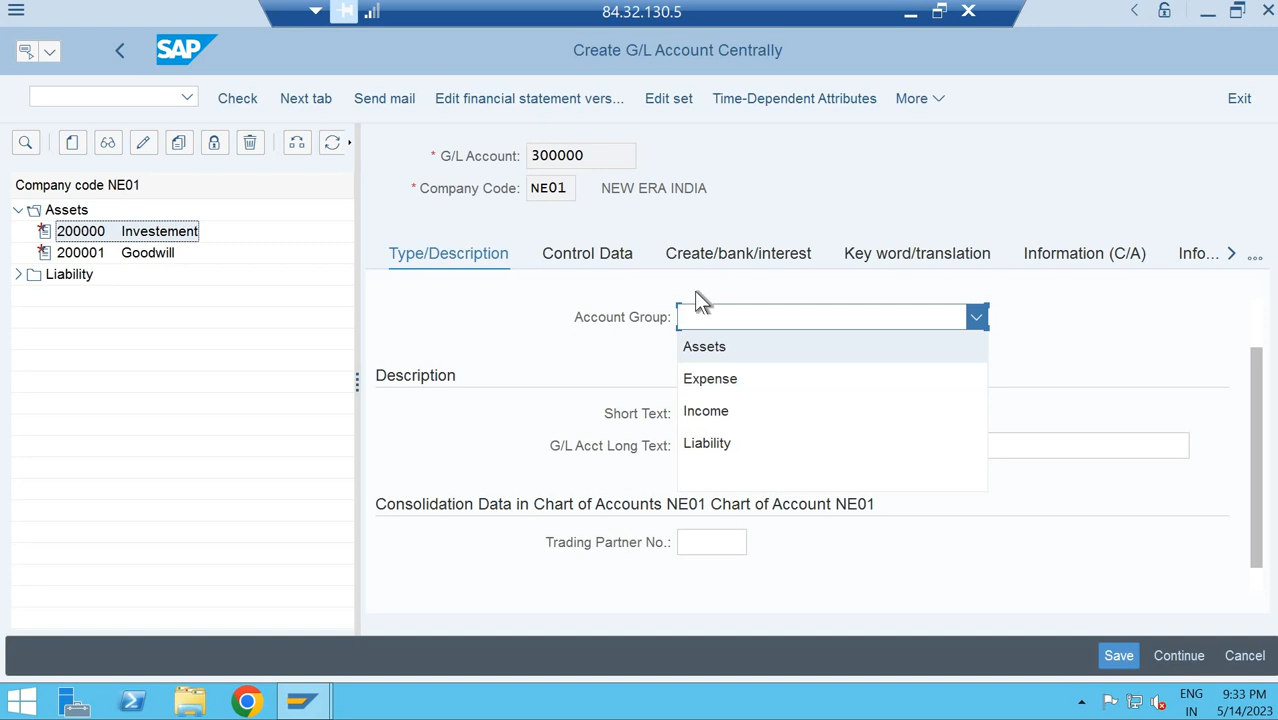 84.32.130.5
SAP
Create G/L Account Centrally
Check
Next tab
Send mail
Edit financial statement vers...
Edit set
Time-Dependent Attributes
More
Exit
* G/L Account: 300000
* Company Code: NE01 NEW ERA INDIA
Company code NE01
Assets
200000 Investement
200001 Goodwill
Liability
Type/Description
Control Data
Create/bank/interest
Key word/translation
Information (C/A)
Info...
...
Account Group:
Assets
Expense
Income
Liability
Description
Short Text:
G/L Acct Long Text:
Consolidation Data in Chart of Accounts NE01 Chart of Account NE01
Trading Partner No.:
Save
Continue
Cancel
ENG
IN
9:33 PM
5/14/2023